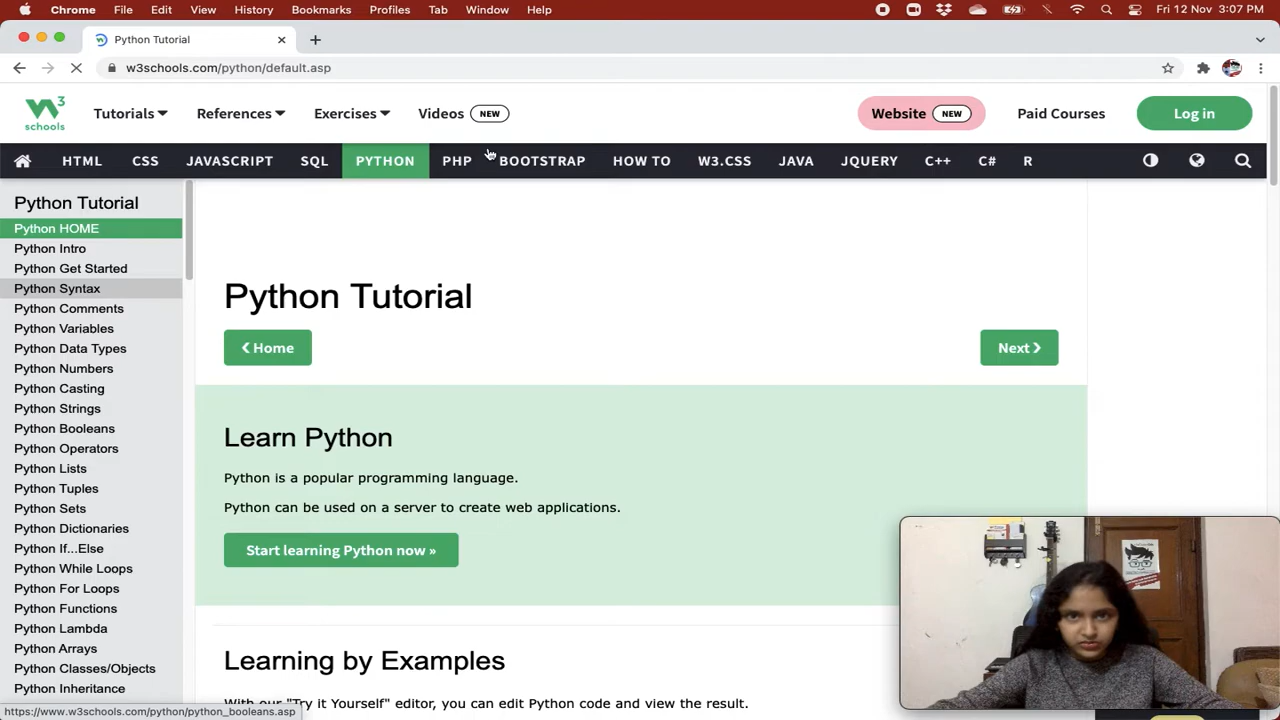 Chrome File Edit View History Bookmarks Profiles Tab Window Help Fri 12 Nov 3:07 PM
Python Tutorial
w3schools.com/python/default.asp
w3 schools Tutorials References Exercises Videos NEW Website NEW Paid Courses Log in
HTML CSS JAVASCRIPT SQL PYTHON PHP BOOTSTRAP HOW TO W3.CSS JAVA JQUERY C++ C# R
Python Tutorial
Python HOME
Python Intro
Python Get Started
Python Syntax
Python Comments
Python Variables
Python Data Types
Python Numbers
Python Casting
Python Strings
Python Booleans
Python Operators
Python Lists
Python Tuples
Python Sets
Python Dictionaries
Python If...Else
Python While Loops
Python For Loops
Python Functions
Python Lambda
Python Arrays
Python Classes/Objects
Python Inheritance
https://www.w3schools.com/python/python_booleans.asp
Python Tutorial
❮ Home
Next ❯
Learn Python
Python is a popular programming language.
Python can be used on a server to create web applications.
Start learning Python now »
Learning by Examples
With our "Try it Yourself" editor, you can edit Python code and view the result.